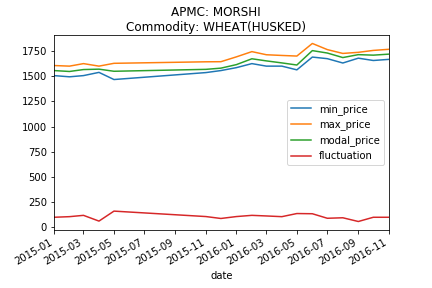 APMC: MORSHI
Commodity: WHEAT(HUSKED)
1750
1500
1250
1000
750
500
250
0
min_price
max_price
modal_price
fluctuation
2015-01
2015-03
2015-05
2015-07
2015-09
2015-11
2016-01
2016-03
2016-05
2016-07
2016-09
2016-11
date